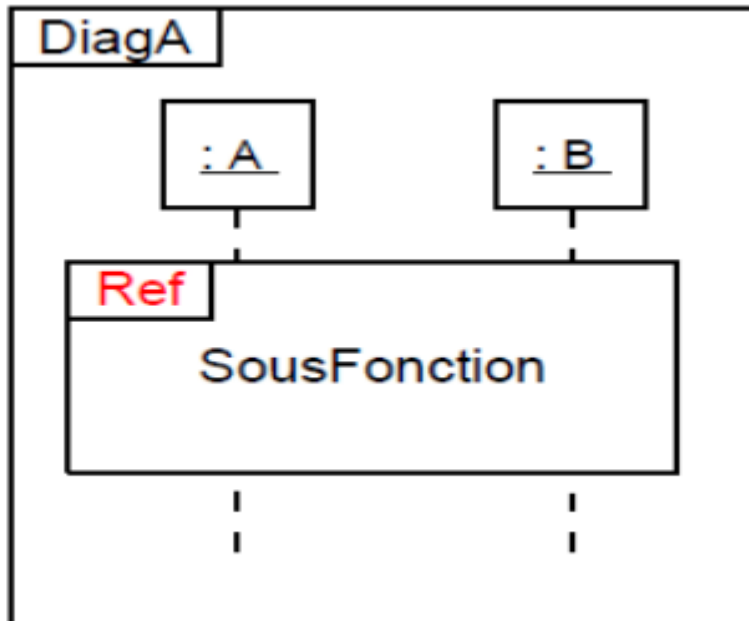 DiagA
: A
: B
Ref
SousFonction